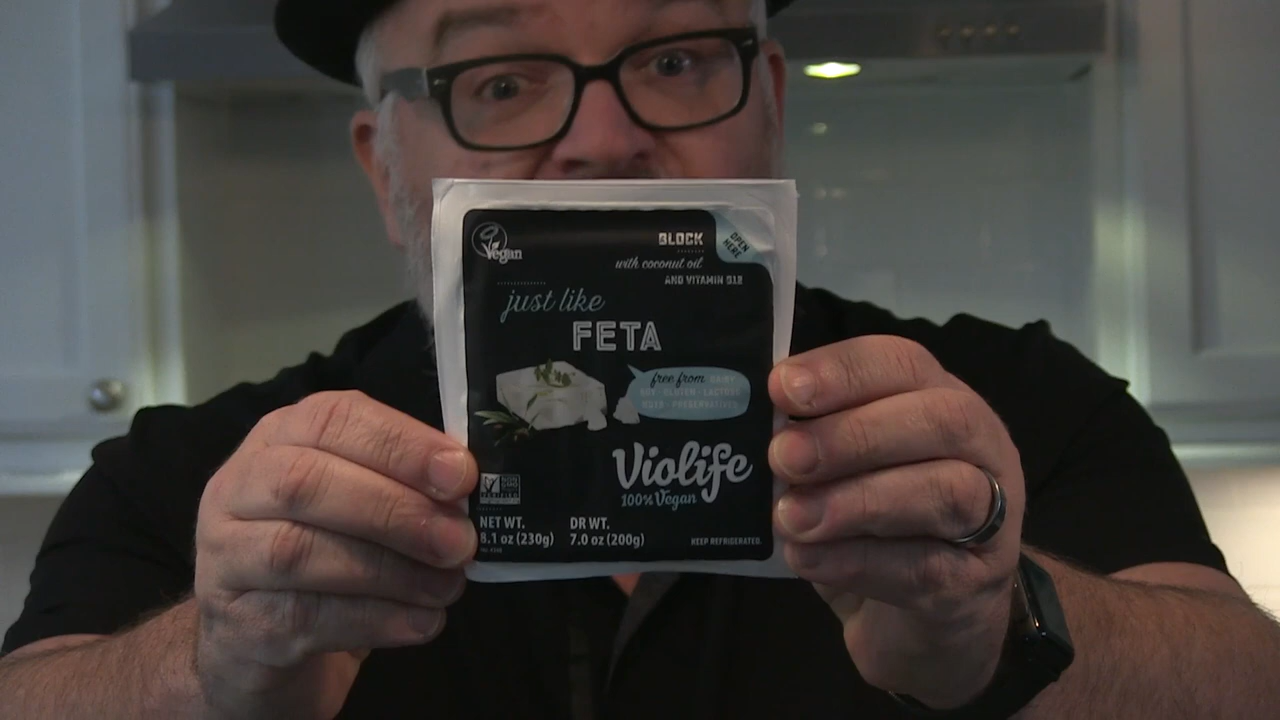 Vegan
BLOCK
OPEN HERE
with coconut oil
AND VITAMIN B12
just like
FETA
free from DAIRY
SOY · GLUTEN · LACTOSE
NUTS · PRESERVATIVES
Violife
100% Vegan
NON
GMO
NET WT.
8.1 oz (230g)
DR WT.
7.0 oz (200g)
KEEP REFRIGERATED.